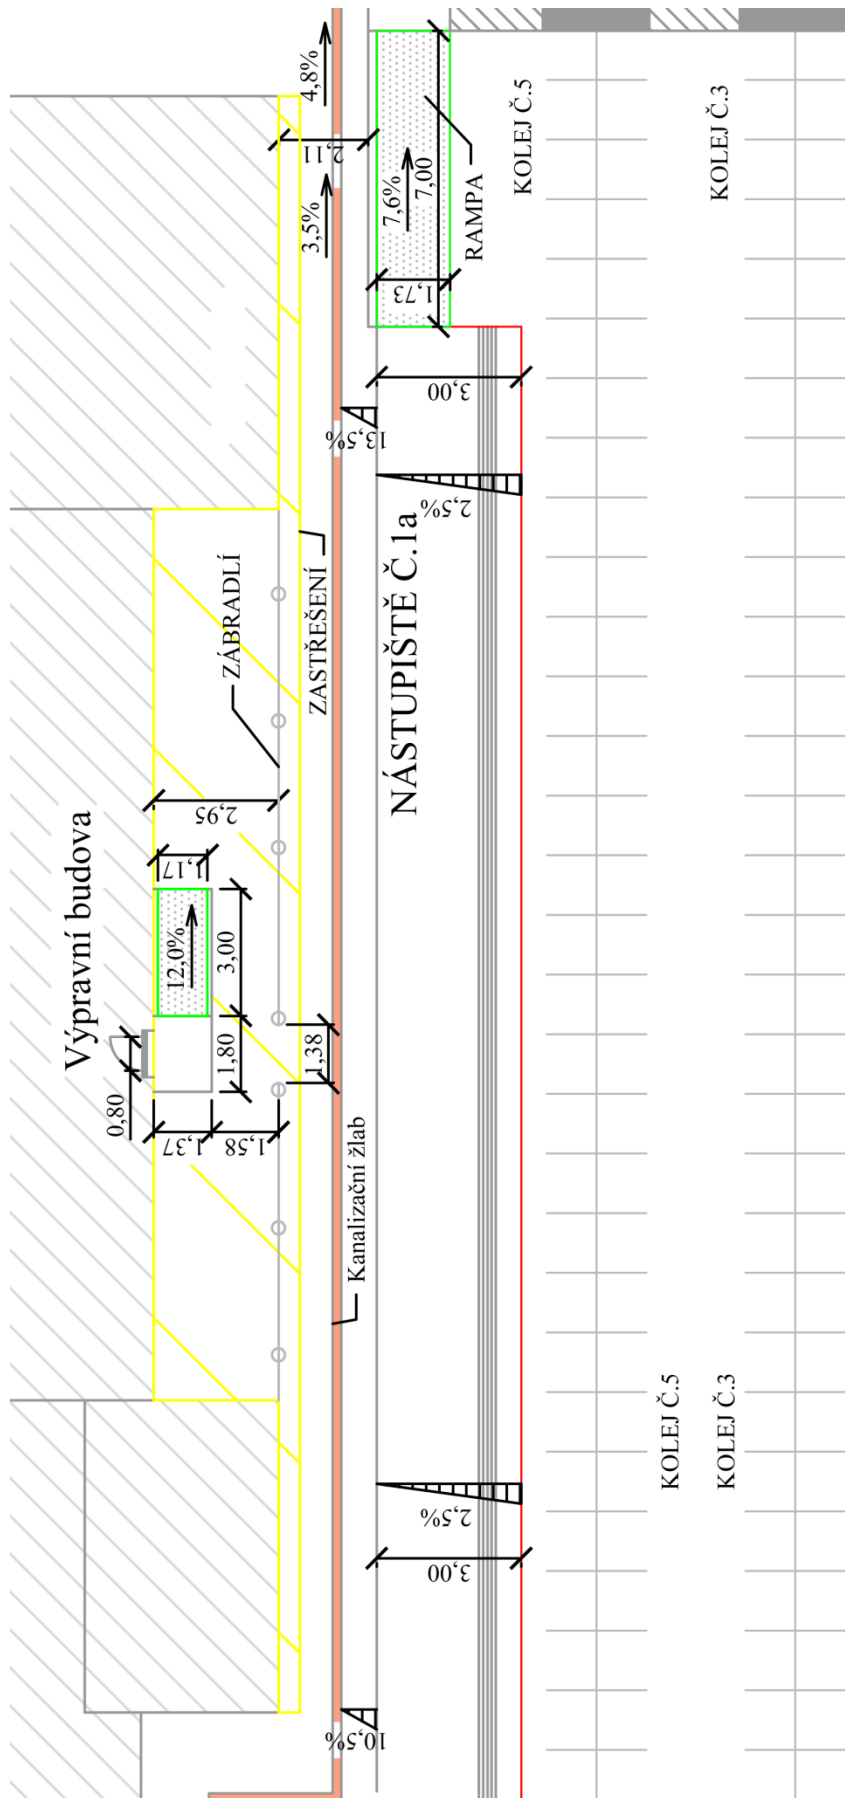 4,8%
3,5%
2,11
7,6%
7,00
1,73
RAMPA
KOLEJ Č.5
KOLEJ Č.3
3,00
13,5%
2,5%
NÁSTUPIŠTĚ Č.1a
ZÁBRADLÍ
ZASTŘEŠENÍ
2,95
Výpravní budova
1,17
12,0%
3,00
1,80
1,38
0,80
1,37
1,58
Kanalizační žlab
KOLEJ Č.5
KOLEJ Č.3
2,5%
3,00
10,5%